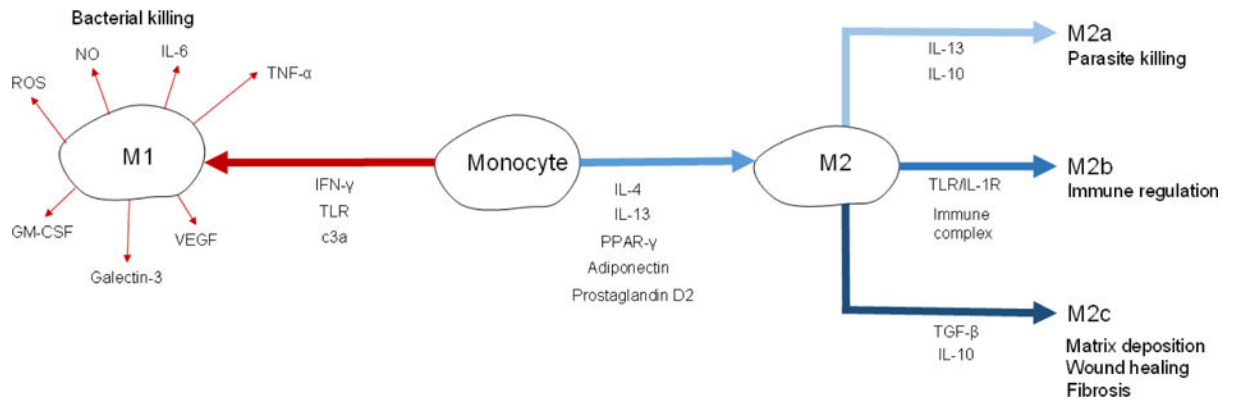 Bacterial killing
ROS
NO
IL-6
TNF-α
M1
GM-CSF
Galectin-3
VEGF
IFN-γ
TLR
c3a
Monocyte
IL-4
IL-13
PPAR-γ
Adiponectin
Prostaglandin D2
M2
IL-13
IL-10
M2a
Parasite killing
TLR/IL-1R
Immune
complex
M2b
Immune regulation
TGF-β
IL-10
M2c
Matrix deposition
Wound healing
Fibrosis